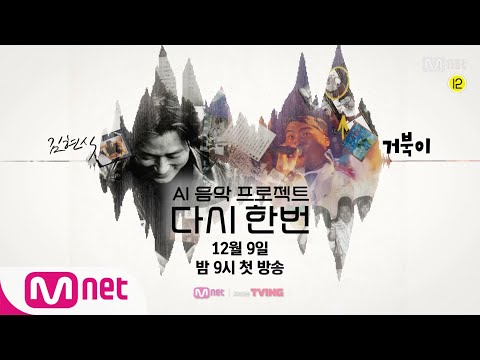 Mnet
12
김현식
거북이
AI 음악 프로젝트
다시 한번
12월 9일
밤 9시 첫 방송
Mnet
TVING
Mnet